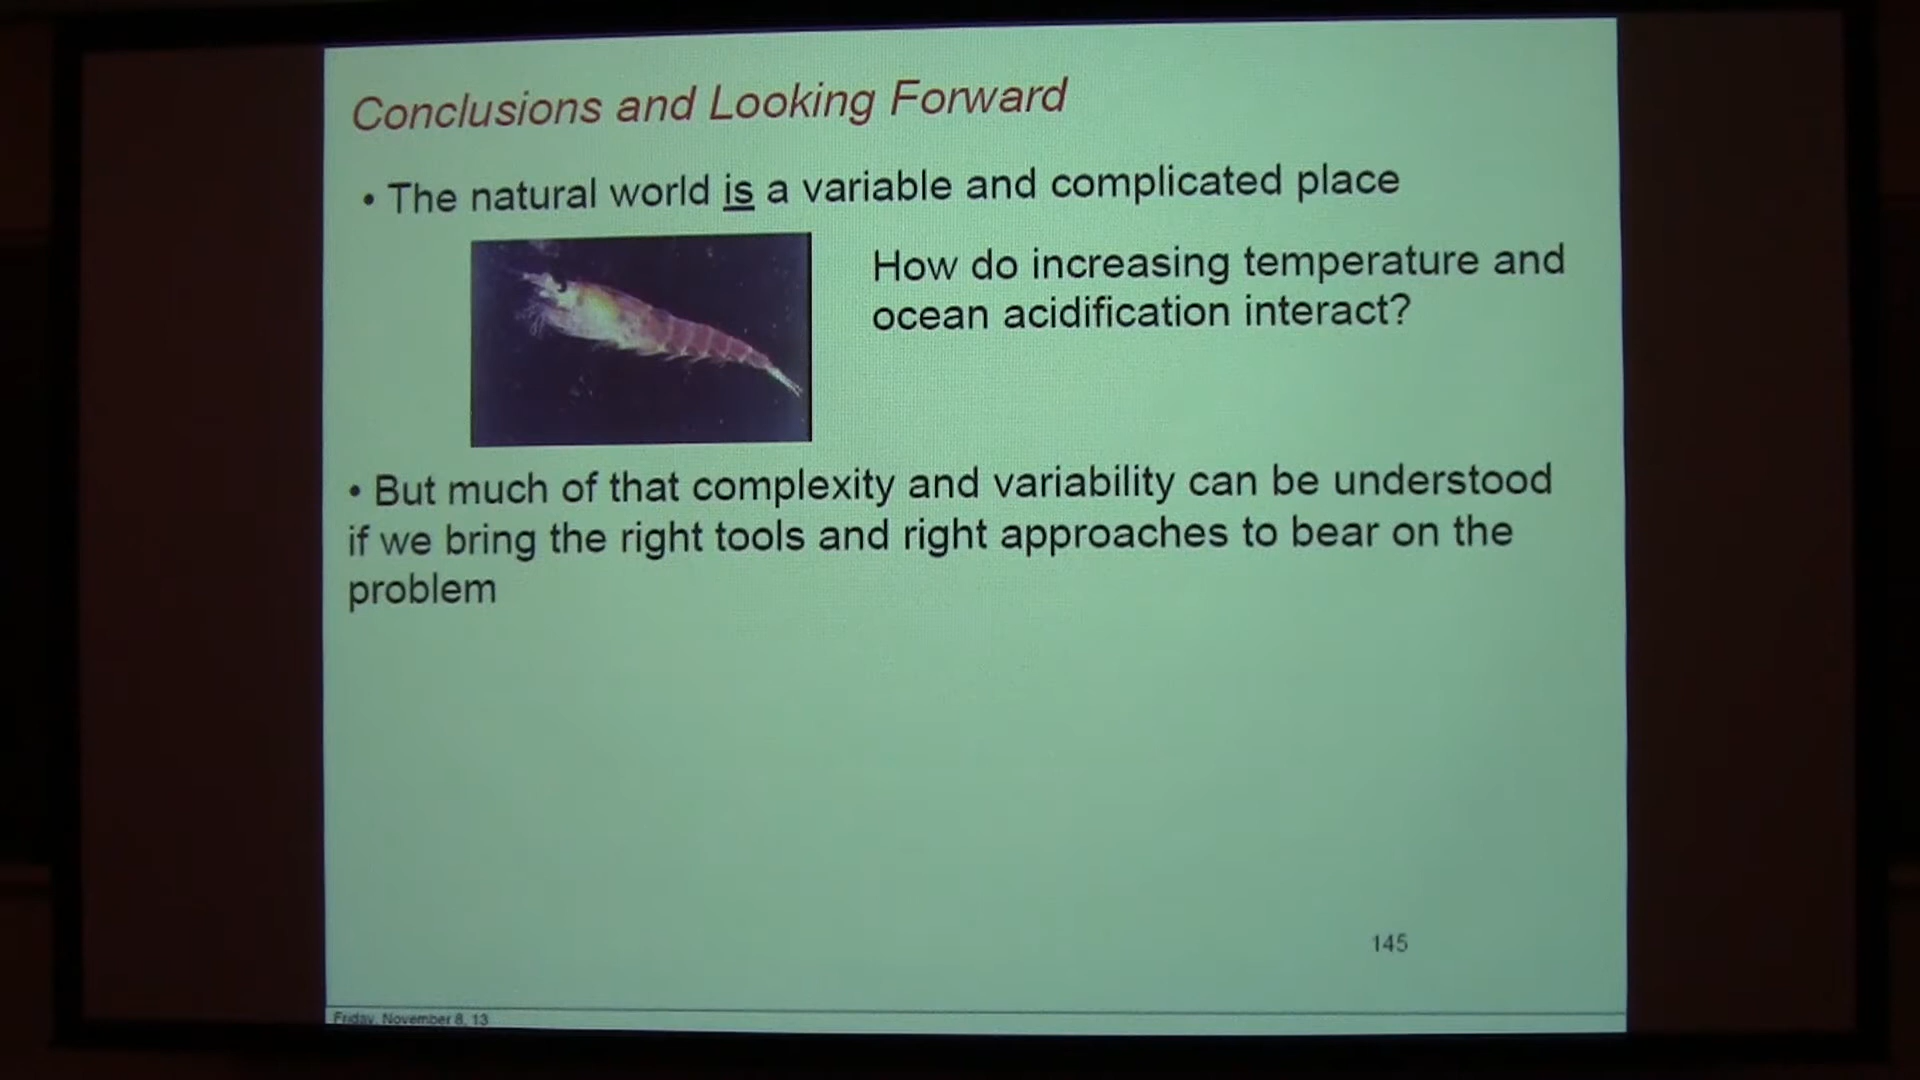 Conclusions and Looking Forward
• The natural world is a variable and complicated place
How do increasing temperature and
ocean acidification interact?
• But much of that complexity and variability can be understood
if we bring the right tools and right approaches to bear on the
problem
145
Friday, November 8, 13